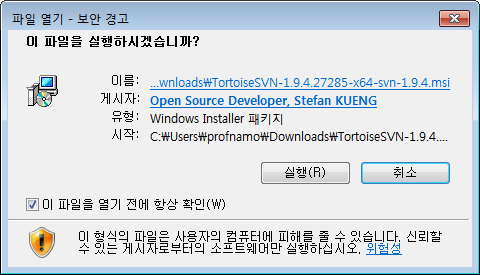 파일 열기 - 보안 경고
이 파일을 실행하시겠습니까?
이름: ...wnloads₩TortoiseSVN-1.9.4.27285-x64-svn-1.9.4.msi
게시자: Open Source Developer, Stefan KUENG
유형: Windows Installer 패키지
시작: C:₩Users₩profnamo₩Downloads₩TortoiseSVN-1.9.4....
실행(R) 취소
이 파일을 열기 전에 항상 확인(W)
이 형식의 파일은 사용자의 컴퓨터에 피해를 줄 수 있습니다. 신뢰할
수 있는 게시자로부터의 소프트웨어만 실행하십시오. 위험성